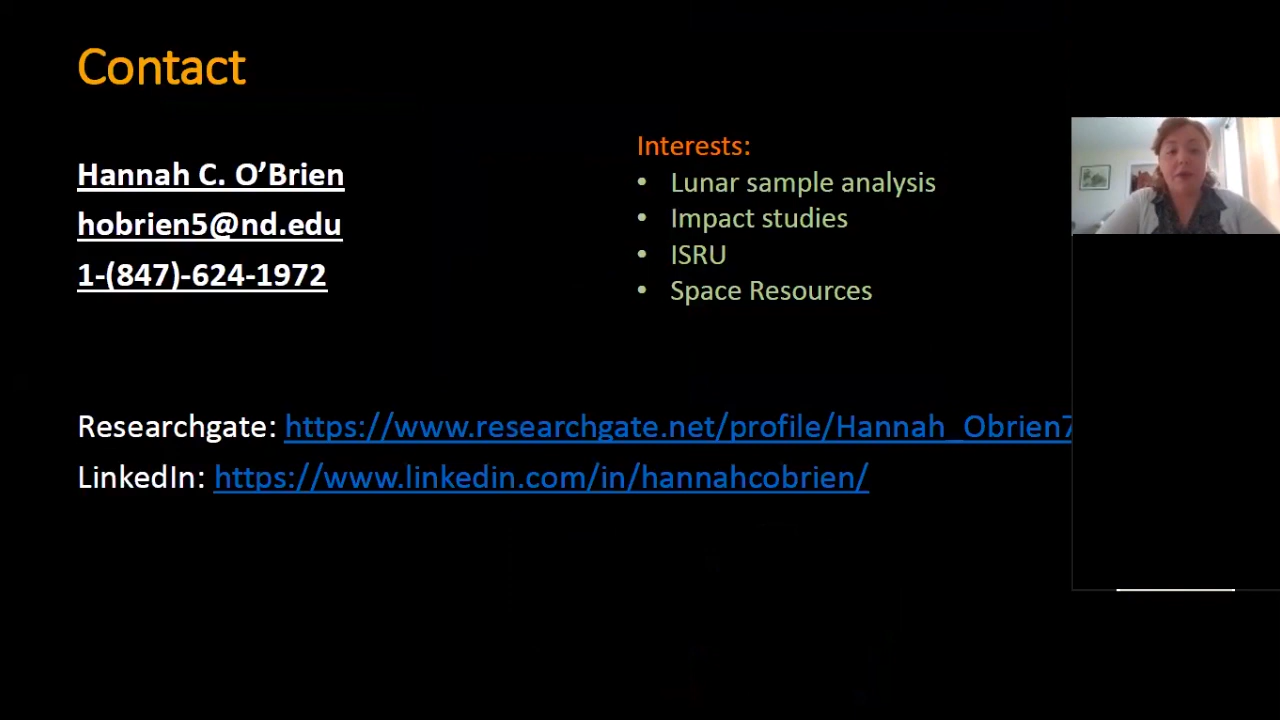 Contact
Hannah C. O’Brien
hobrien5@nd.edu
1-(847)-624-1972
Interests:
• Lunar sample analysis
• Impact studies
• ISRU
• Space Resources
Researchgate: https://www.researchgate.net/profile/Hannah_Obrien7
LinkedIn: https://www.linkedin.com/in/hannahcobrien/